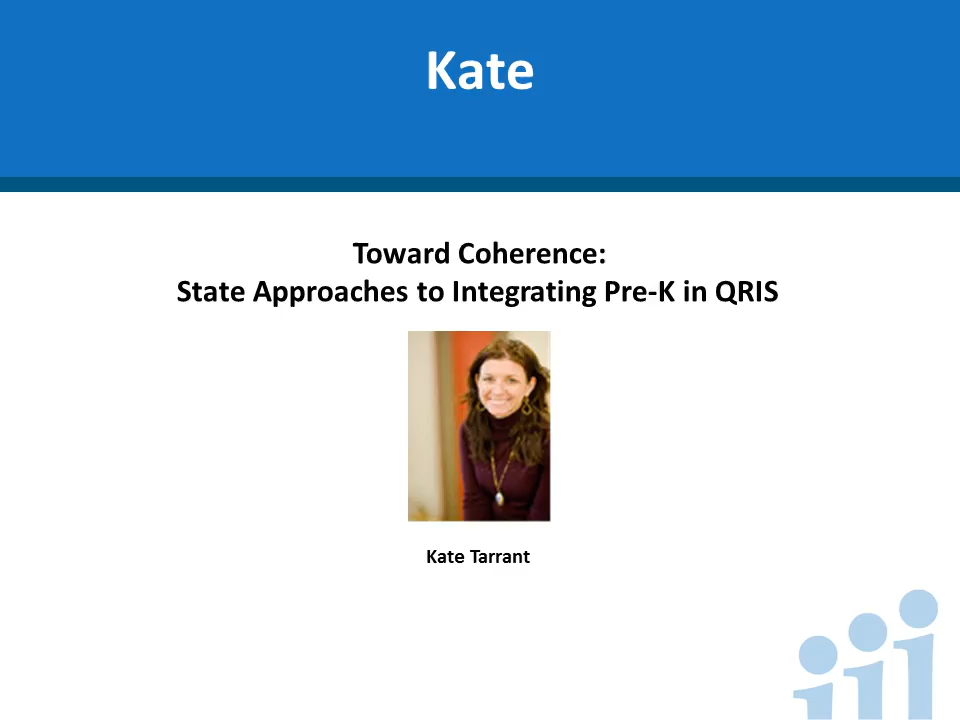 Kate
Toward Coherence:
State Approaches to Integrating Pre-K in QRIS
Kate Tarrant